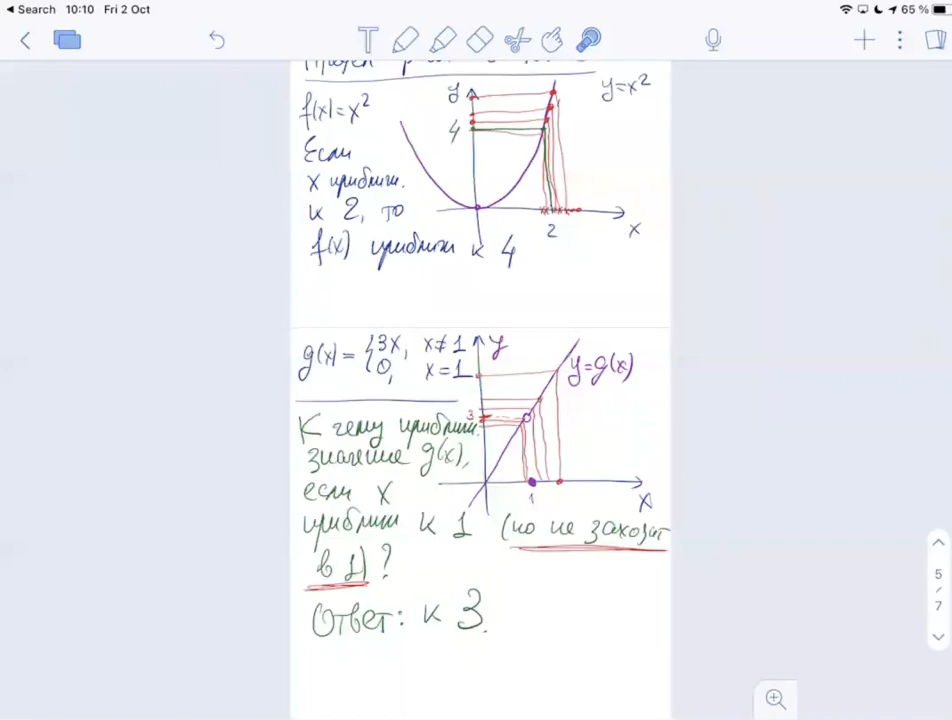 Search 10:10 Fri 2 Oct 65 %
T
f(x)=x²
y
y=x²
4
Если
x приближ.
к 2, то
2
x
f(x) приближ к 4
g(x) = { 3x, x≠1
0, x=1
y
y=g(x)
3
К чему приближ.
значение g(x),
если x
1
x
приближ к 1 (но не заходит
в 1) ?
Ответ: к 3.
5
/
7